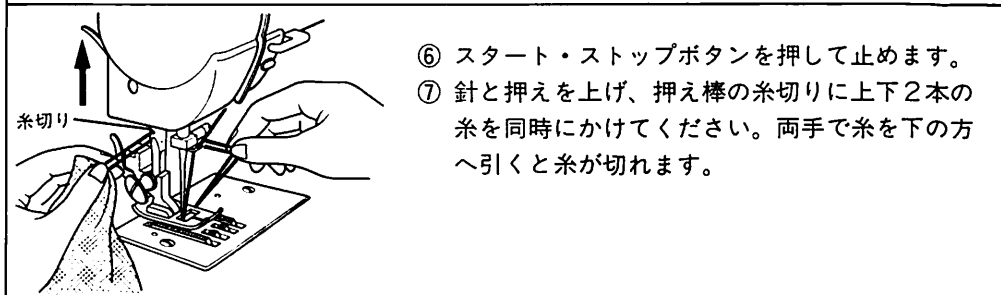 糸切り
⑥ スタート・ストップボタンを押して止めます。
⑦ 針と押えを上げ、押え棒の糸切りに上下2本の
糸を同時にかけてください。両手で糸を下の方
へ引くと糸が切れます。